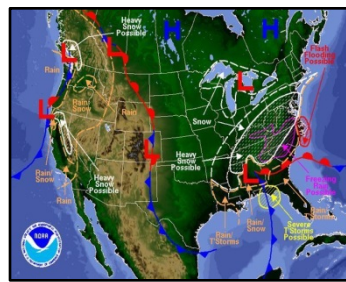 Heavy
Snow
Possible
H
H
Flash
Flooding
Possible
L
L
Rain
L
Rain/
Snow
Rain
L
Snow
Rain/
Snow
Heavy
Snow
Possible
Heavy
Snow
Possible
L
Freezing
Rain
Possible
Rain/
T'Storms
Rain/
Snow
Severe
T'Storms
Possible
Rain/
T'Storms
Rain
NOAA